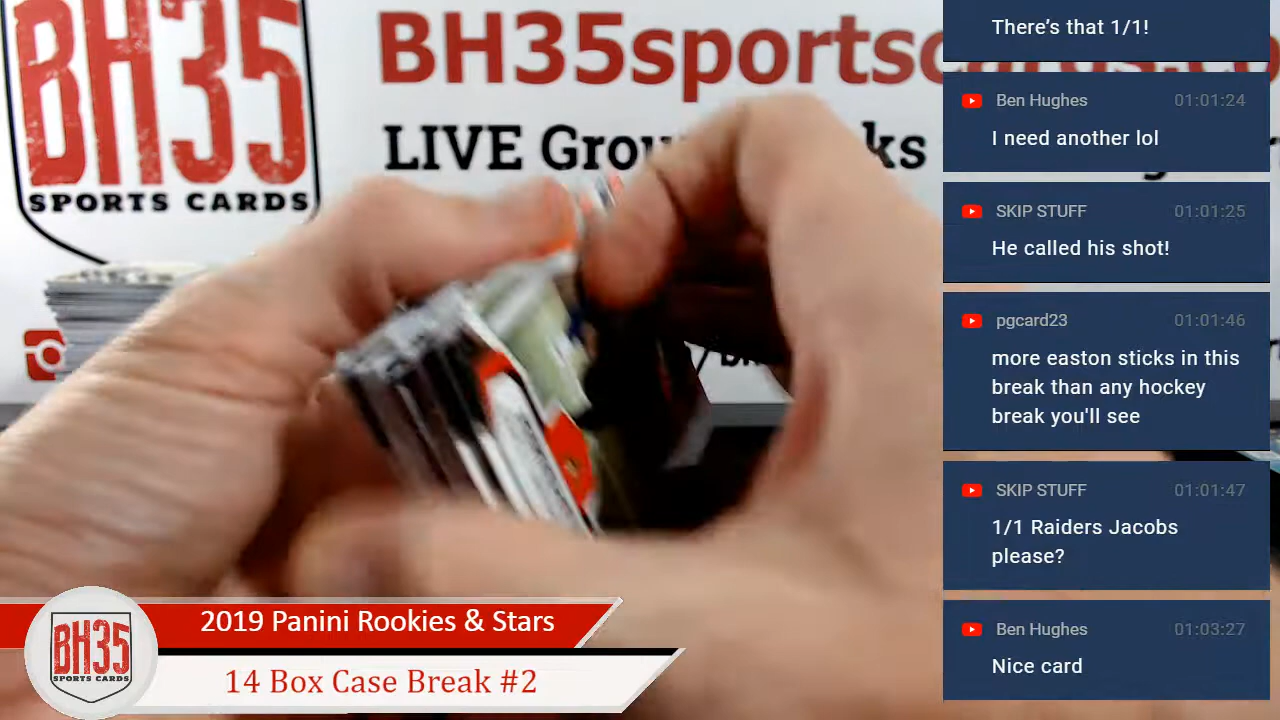 BH35
SPORTS CARDS
BH35sportscards.co
LIVE Grou ks
There's that 1/1!
Ben Hughes 01:01:24
I need another lol
SKIP STUFF 01:01:25
He called his shot!
pgcard23 01:01:46
more easton sticks in this
break than any hockey
break you'll see
SKIP STUFF 01:01:47
1/1 Raiders Jacobs
please?
Ben Hughes 01:03:27
Nice card
BH35
SPORTS CARDS
2019 Panini Rookies & Stars
14 Box Case Break #2